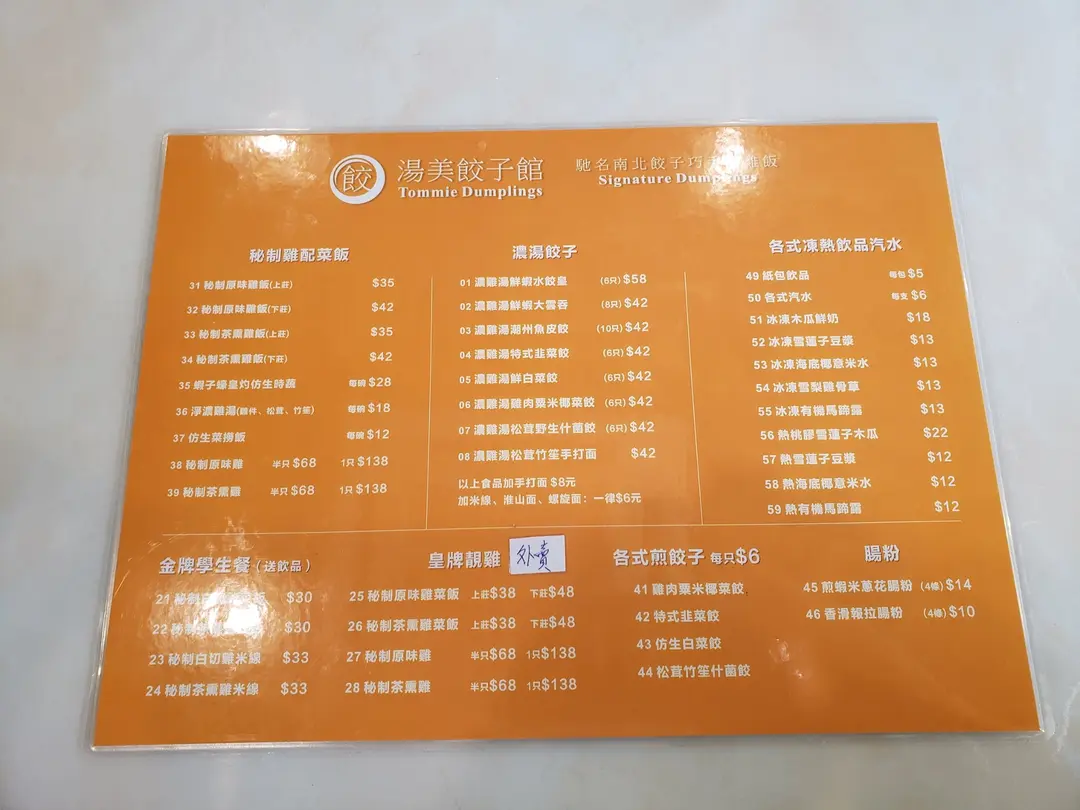 餃 湯美餃子館
Tommie Dumplings
馳名南北餃子巧手雞飯
Signature Dumplings
秘制雞配菜飯
31 秘制原味雞飯(上莊) $35
32 秘制原味雞飯(下莊) $42
33 秘制茶熏雞飯(上莊) $35
34 秘制茶熏雞飯(下莊) $42
35 蝦子蠔皇灼仿生時蔬 每碗 $28
36 淨濃雞湯(雞件、松茸、竹笙) 每碗 $18
37 仿生菜撈飯 每碗 $12
38 秘制原味雞 半只 $68 1只 $138
39 秘制茶熏雞 半只 $68 1只 $138
濃湯餃子
01 濃雞湯鮮蝦水餃皇 (6只) $58
02 濃雞湯鮮蝦大雲吞 (6只) $42
03 濃雞湯潮州魚皮餃 (10只) $42
04 濃雞湯特式韭菜餃 (6只) $42
05 濃雞湯鮮白菜餃 (6只) $42
06 濃雞湯雞肉粟米椰菜餃 (6只) $42
07 濃雞湯松茸野生什菌餃 (6只) $42
08 濃雞湯松茸竹笙手打面 $42
以上食品加手打面 $8元
加米線、淮山面、螺旋面：一律$6元
各式凍熱飲品汽水
49 紙包飲品 每包 $5
50 各式汽水 每支 $6
51 冰凍木瓜鮮奶 $18
52 冰凍雪蓮子豆漿 $13
53 冰凍海底椰意米水 $13
54 冰凍雪梨雞骨草 $13
55 冰凍有機馬蹄露 $13
56 熱桃膠雪蓮子木瓜 $22
57 熱雪蓮子豆漿 $12
58 熱海底椰意米水 $12
59 熱有機馬蹄露 $12
金牌學生餐（送飲品）
21 秘制 飯 $30
22 秘制 $30
23 秘制白切雞米線 $33
24 秘制茶熏雞米線 $33
皇牌靚雞 外賣
25 秘制原味雞菜飯 上莊$38 下莊$48
26 秘制茶熏雞菜飯 上莊$38 下莊$48
27 秘制原味雞 半只$68 1只$138
28 秘制茶熏雞 半只$68 1只$138
各式煎餃子 每只$6
41 雞肉粟米椰菜餃
42 特式韭菜餃
43 仿生白菜餃
44 松茸竹笙什菌餃
腸粉
45 煎蝦米蔥花腸粉 (4條) $14
46 香滑報拉腸粉 (4條) $10